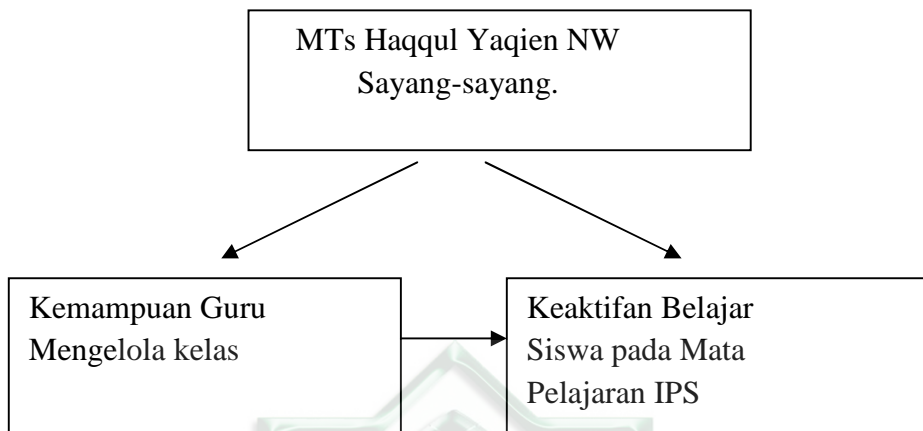 MTs Haqqul Yaqien NW
Sayang-sayang.
Kemampuan Guru
Mengelola kelas
Keaktifan Belajar
Siswa pada Mata
Pelajaran IPS